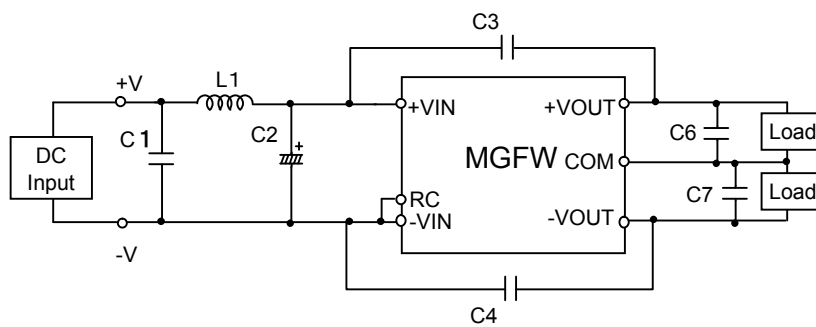 C3
+V
L1
+VIN
+VOUT
C 1
C2
+
C6
Load
DC
Input
MGFW
COM
RC
C7
Load
-VIN
-VOUT
-V
C4